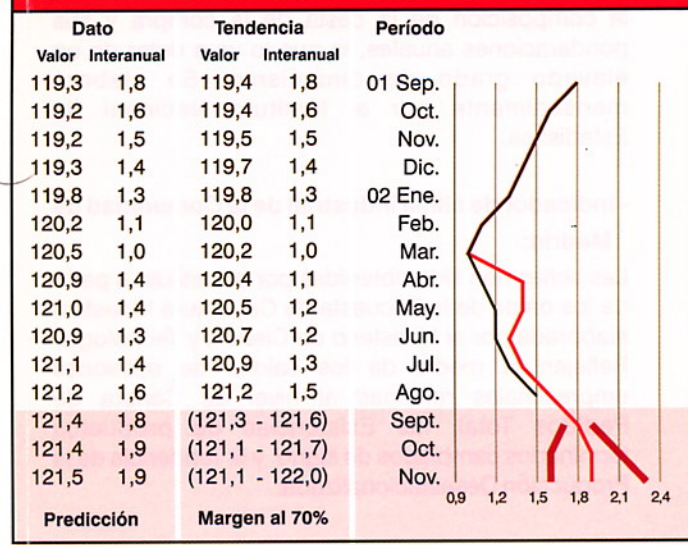 Dato Tendencia Período
Valor Interanual Valor Interanual
119,3 1,8 119,4 1,8 01 Sep.
119,2 1,6 119,4 1,6 Oct.
119,2 1,5 119,5 1,5 Nov.
119,3 1,4 119,7 1,4 Dic.
119,8 1,3 119,8 1,3 02 Ene.
120,2 1,1 120,0 1,1 Feb.
120,5 1,0 120,2 1,0 Mar.
120,9 1,4 120,4 1,1 Abr.
121,0 1,4 120,5 1,2 May.
120,9 1,3 120,7 1,2 Jun.
121,1 1,4 120,9 1,3 Jul.
121,2 1,6 121,2 1,5 Ago.
121,4 1,8 (121,3 - 121,6) Sept.
121,4 1,9 (121,1 - 121,7) Oct.
121,5 1,9 (121,1 - 122,0) Nov.
0,9 1,2 1,5 1,8 2,1 2,4
Predicción Margen al 70%